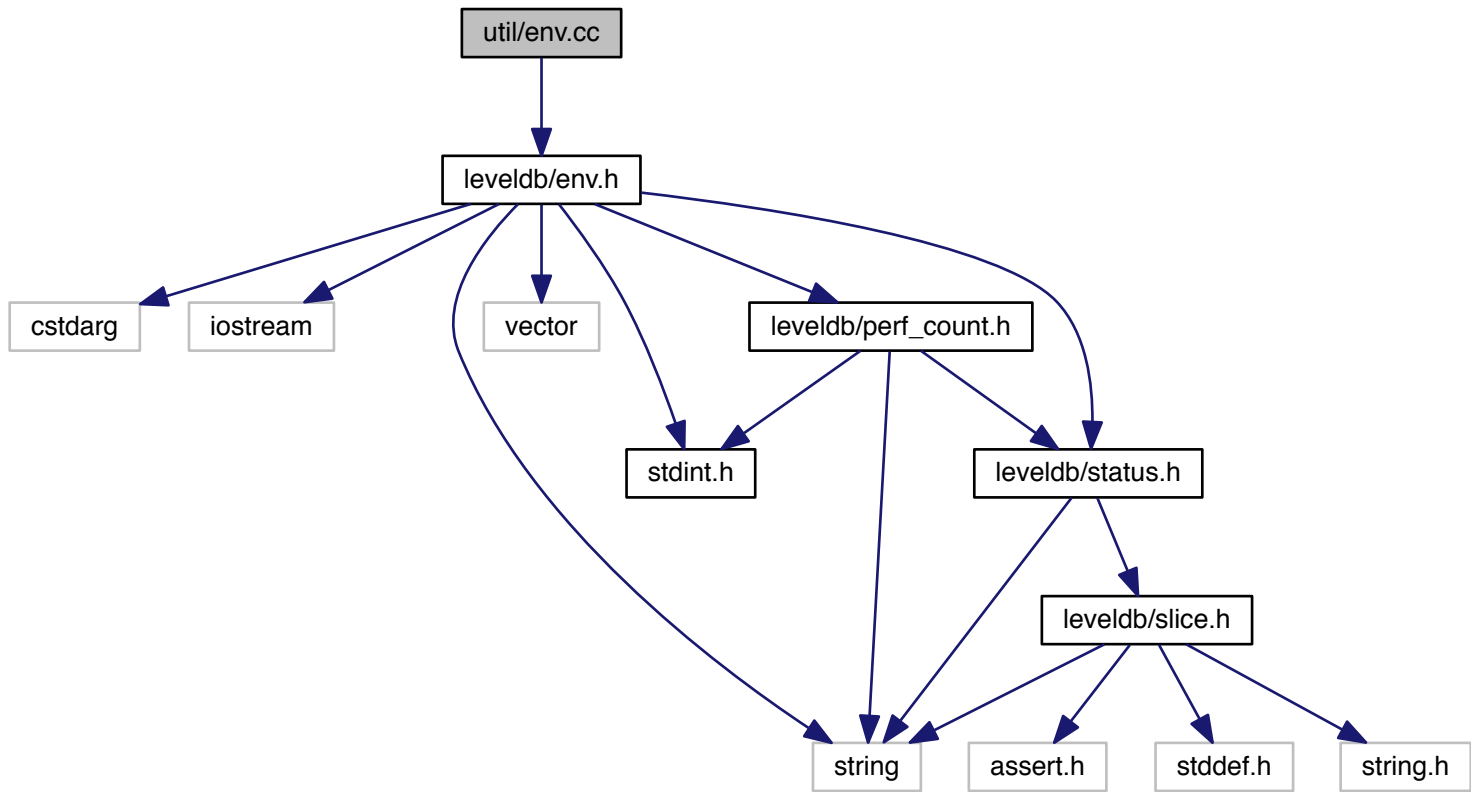 util/env.cc
leveldb/env.h
cstdarg
iostream
vector
leveldb/perf_count.h
stdint.h
leveldb/status.h
leveldb/slice.h
string
assert.h
stddef.h
string.h